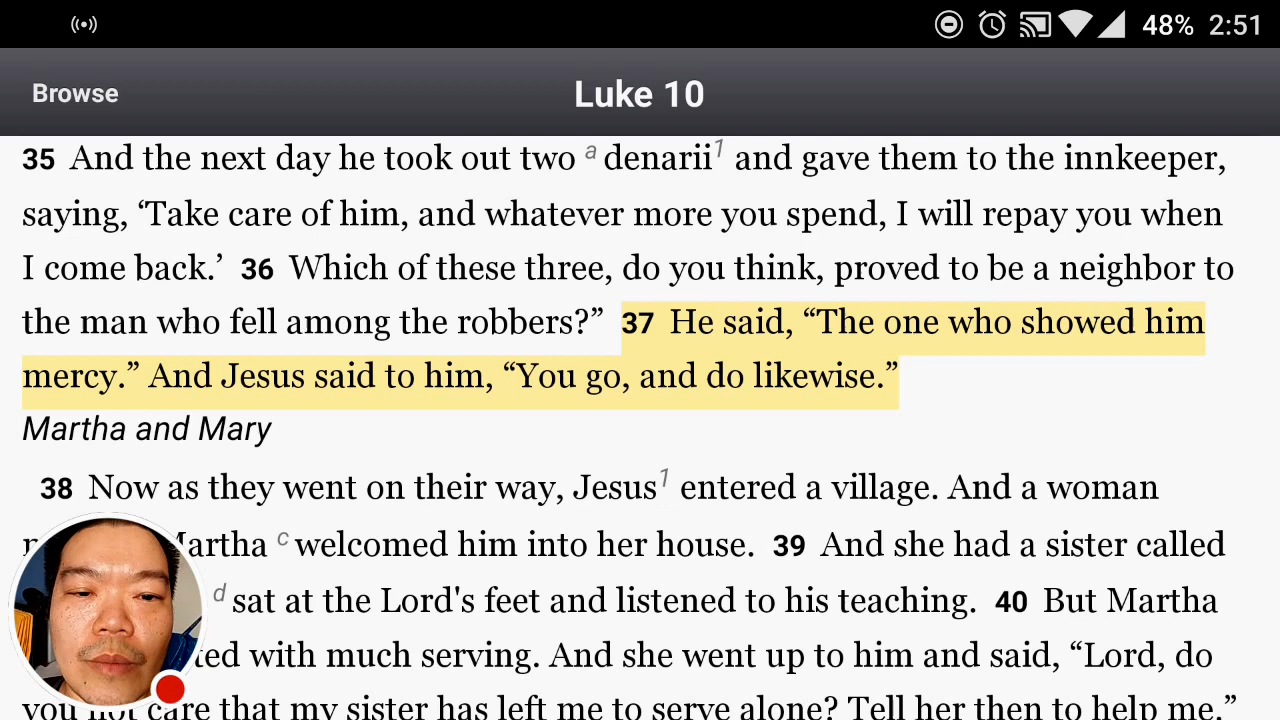 48% 2:51
Browse Luke 10
35 And the next day he took out two a denarii1 and gave them to the innkeeper,
saying, ‘Take care of him, and whatever more you spend, I will repay you when
I come back.’ 36 Which of these three, do you think, proved to be a neighbor to
the man who fell among the robbers?” 37 He said, “The one who showed him
mercy.” And Jesus said to him, “You go, and do likewise.”
Martha and Mary
38 Now as they went on their way, Jesus1 entered a village. And a woman
Martha c welcomed him into her house. 39 And she had a sister called
d sat at the Lord's feet and listened to his teaching. 40 But Martha
with much serving. And she went up to him and said, “Lord, do
you not care that my sister has left me to serve alone? Tell her then to help me.”